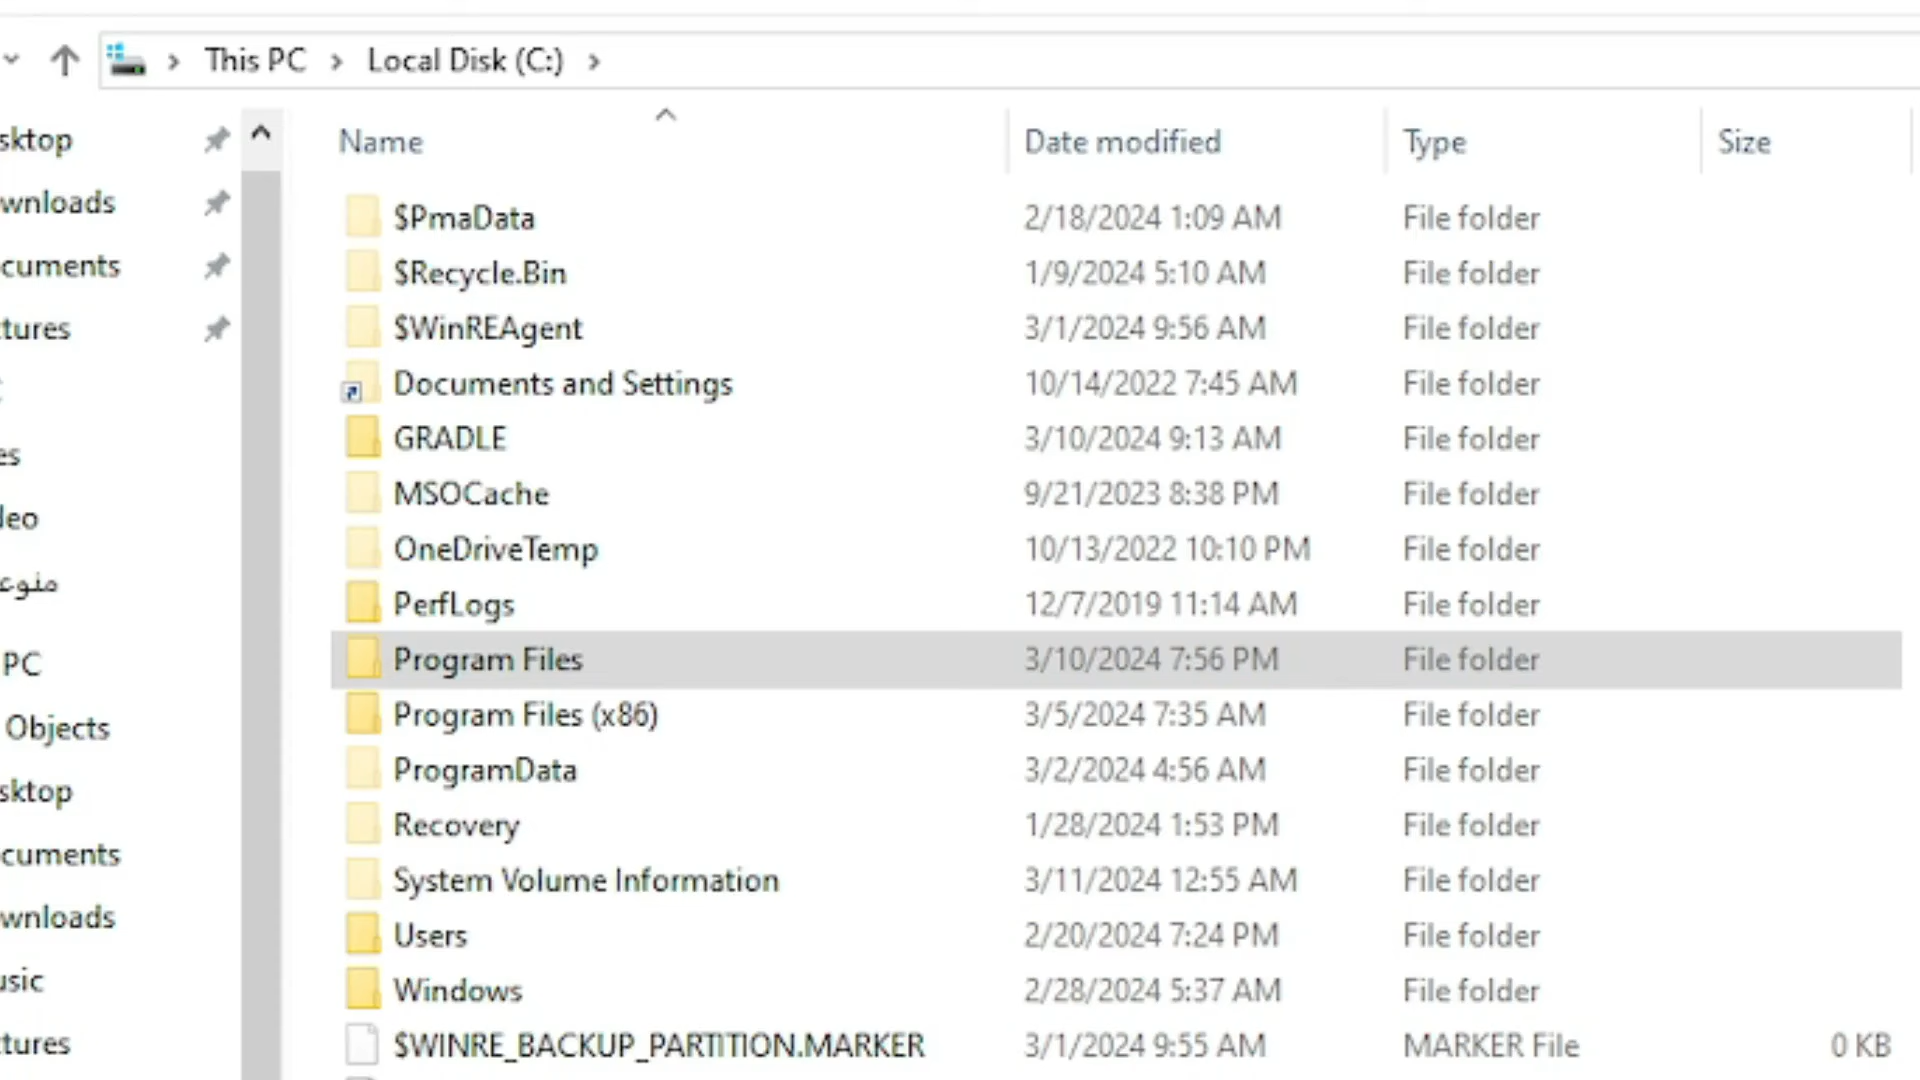 This PC > Local Disk (C:) >
Name Date modified Type Size
$PmaData 2/18/2024 1:09 AM File folder
$Recycle.Bin 1/9/2024 5:10 AM File folder
$WinREAgent 3/1/2024 9:56 AM File folder
Documents and Settings 10/14/2022 7:45 AM File folder
GRADLE 3/10/2024 9:13 AM File folder
MSOCache 9/21/2023 8:38 PM File folder
OneDriveTemp 10/13/2022 10:10 PM File folder
PerfLogs 12/7/2019 11:14 AM File folder
Program Files 3/10/2024 7:56 PM File folder
Program Files (x86) 3/5/2024 7:35 AM File folder
ProgramData 3/2/2024 4:56 AM File folder
Recovery 1/28/2024 1:53 PM File folder
System Volume Information 3/11/2024 12:55 AM File folder
Users 2/20/2024 7:24 PM File folder
Windows 2/28/2024 5:37 AM File folder
$WINRE_BACKUP_PARTITION.MARKER 3/1/2024 9:55 AM MARKER File 0 KB
sktop
wnloads
cuments
tures
es
leo
منوع
PC
Objects
sktop
cuments
wnloads
usic
tures